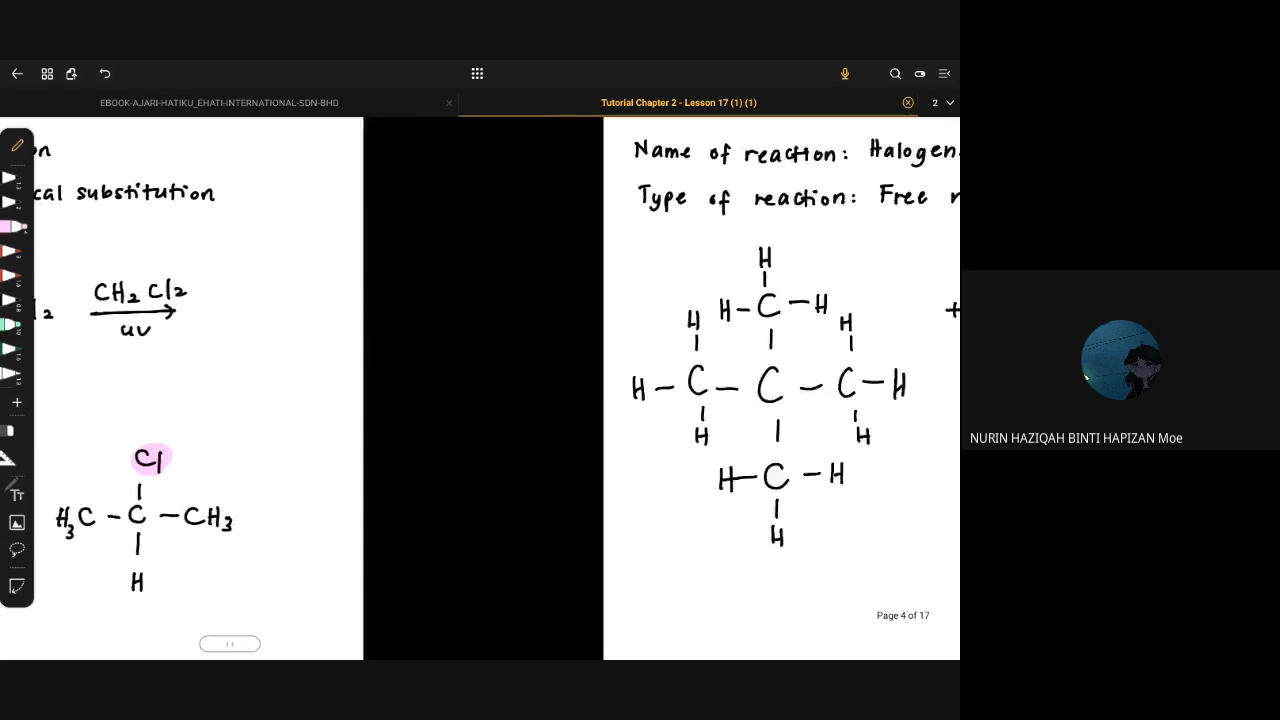 EBOOK-AJARI-HATIKU_EHATI-INTERNATIONAL-SDN-BHD
Tutorial Chapter 2 - Lesson 17 (1) (1)
2
on
cal substitution
CH2 Cl2
l2
uv
Cl
H3C - C - CH3
H
Name of reaction: Halogen
Type of reaction: Free r
H
H - C - H
H H
H - C - C - C - H +
H H
H - C - H
H
Page 4 of 17
Tt
NURIN HAZIQAH BINTI HAPIZAN Moe